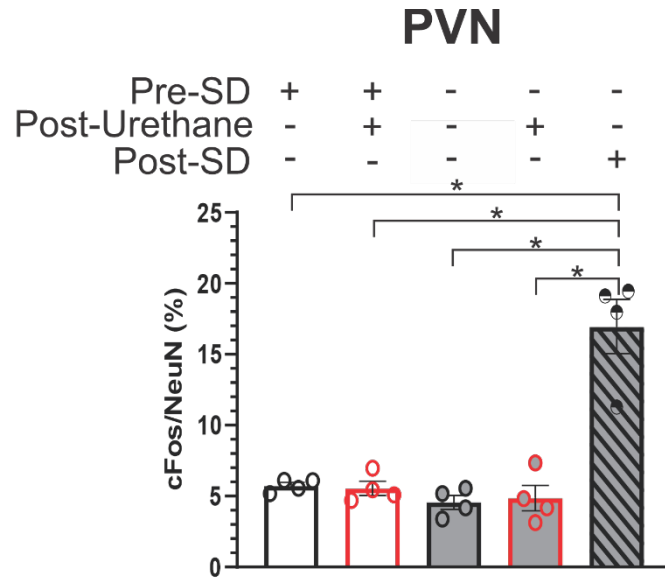 PVN
Pre-SD + + - - -
Post-Urethane - + - + -
Post-SD - - - - +
*
*
*
*
25
20
15
10
5
0
cFos/NeuN (%)